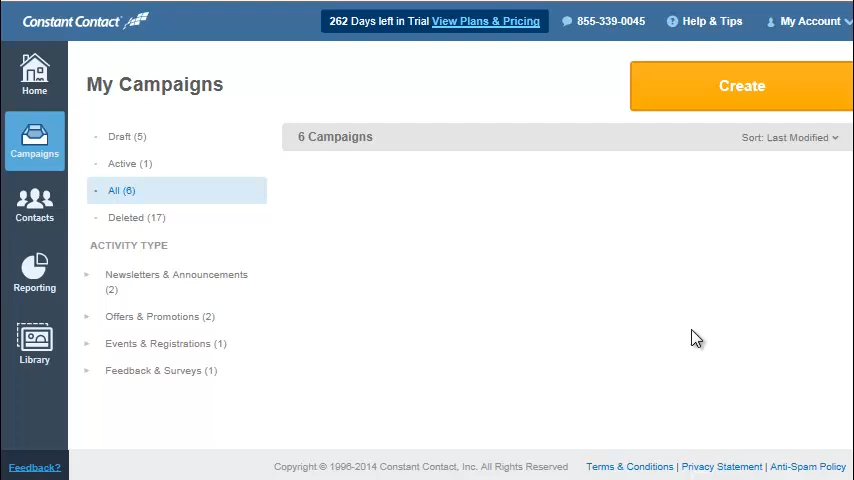 Constant Contact
262 Days left in Trial View Plans & Pricing
855-339-0045
Help & Tips
My Account
Home
Campaigns
Contacts
Reporting
Library
Feedback?
My Campaigns
Create
Draft (5)
Active (1)
All (6)
Deleted (17)
ACTIVITY TYPE
Newsletters & Announcements
(2)
Offers & Promotions (2)
Events & Registrations (1)
Feedback & Surveys (1)
6 Campaigns
Sort: Last Modified
Copyright © 1996-2014 Constant Contact, Inc. All Rights Reserved
Terms & Conditions | Privacy Statement | Anti-Spam Policy